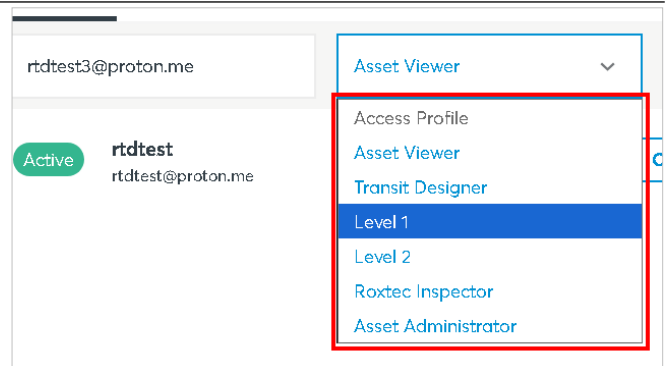 rtdtest3@proton.me
Asset Viewer
Access Profile
Asset Viewer
Transit Designer
Level 1
Level 2
Roxtec Inspector
Asset Administrator
Active
rtdtest
rtdtest@proton.me